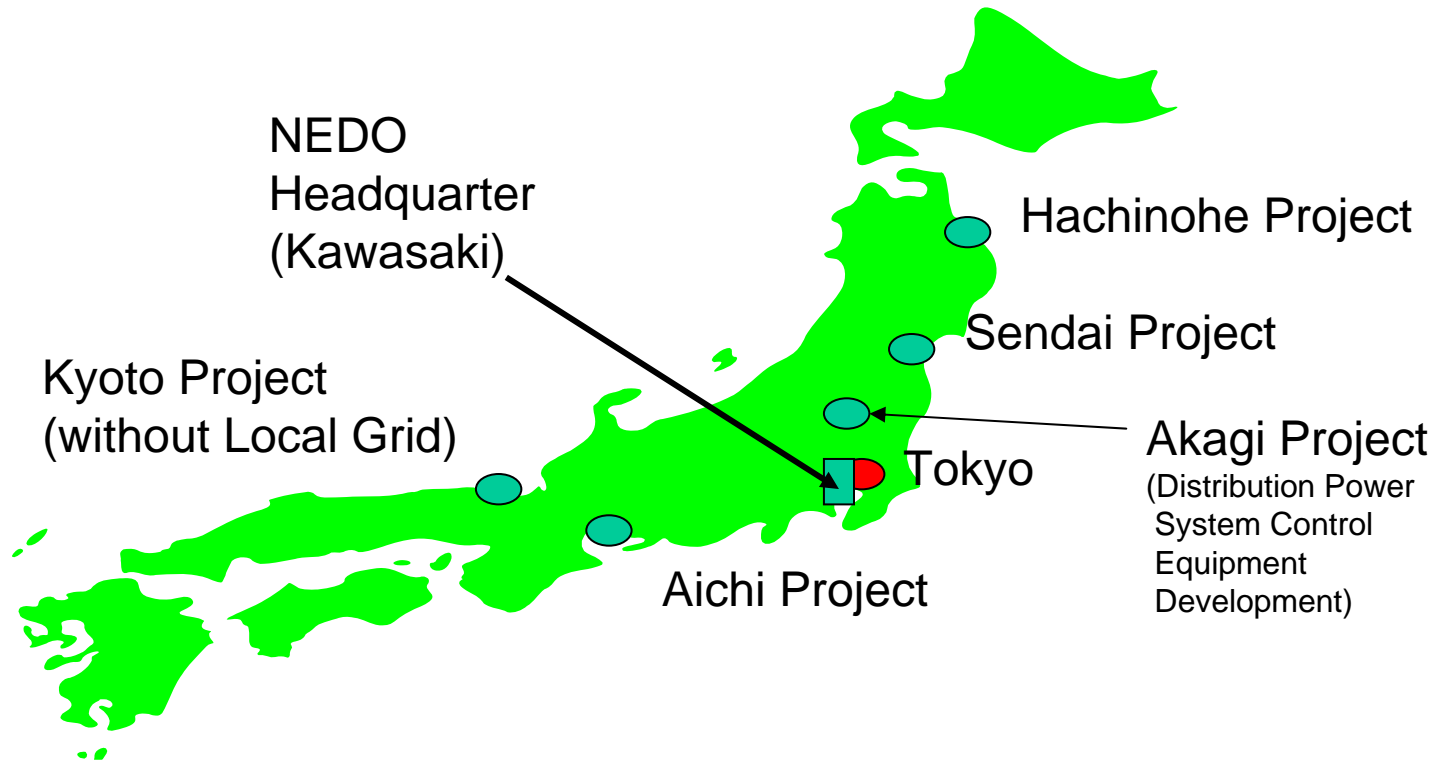 NEDO
Headquarter
(Kawasaki)
Hachinohe Project
Sendai Project
Kyoto Project
(without Local Grid)
Akagi Project
(Distribution Power
System Control
Equipment
Development)
Tokyo
Aichi Project